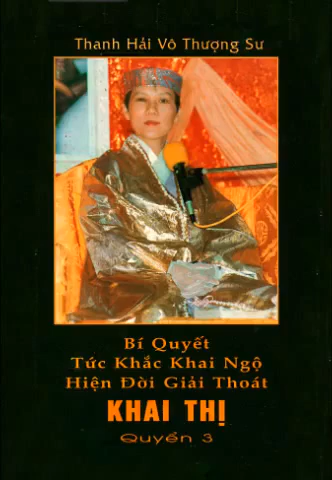 Thanh Hải Vô Thượng Sư
Bí Quyết
Tức Khắc Khai Ngộ
Hiện Đời Giải Thoát
KHAI THỊ
Quyển 3